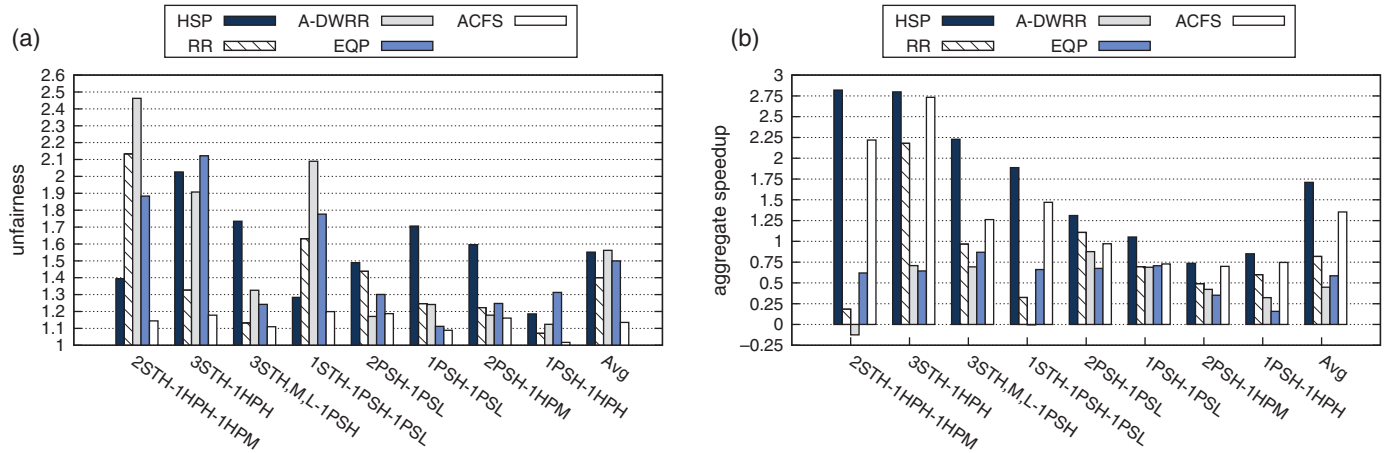 (a)
HSP A-DWRR ACFS
RR EQP
unfairness
2.6
2.5
2.4
2.3
2.2
2.1
2
1.9
1.8
1.7
1.6
1.5
1.4
1.3
1.2
1.1
1
2STH-1HPH-1HPM
3STH-1HPH
3STH,M,L-1PSH
1STH-1PSH-1PSL
2PSH-1PSL
1PSH-1PSL
2PSH-1HPM
1PSH-1HPH
Avg
(b)
HSP A-DWRR ACFS
RR EQP
aggregate speedup
3
2.75
2.5
2.25
2
1.75
1.5
1.25
1
0.75
0.5
0.25
0
−0.25
2STH-1HPH-1HPM
3STH-1HPH
3STH,M,L-1PSH
1STH-1PSH-1PSL
2PSH-1PSL
1PSH-1PSL
2PSH-1HPM
1PSH-1HPH
Avg